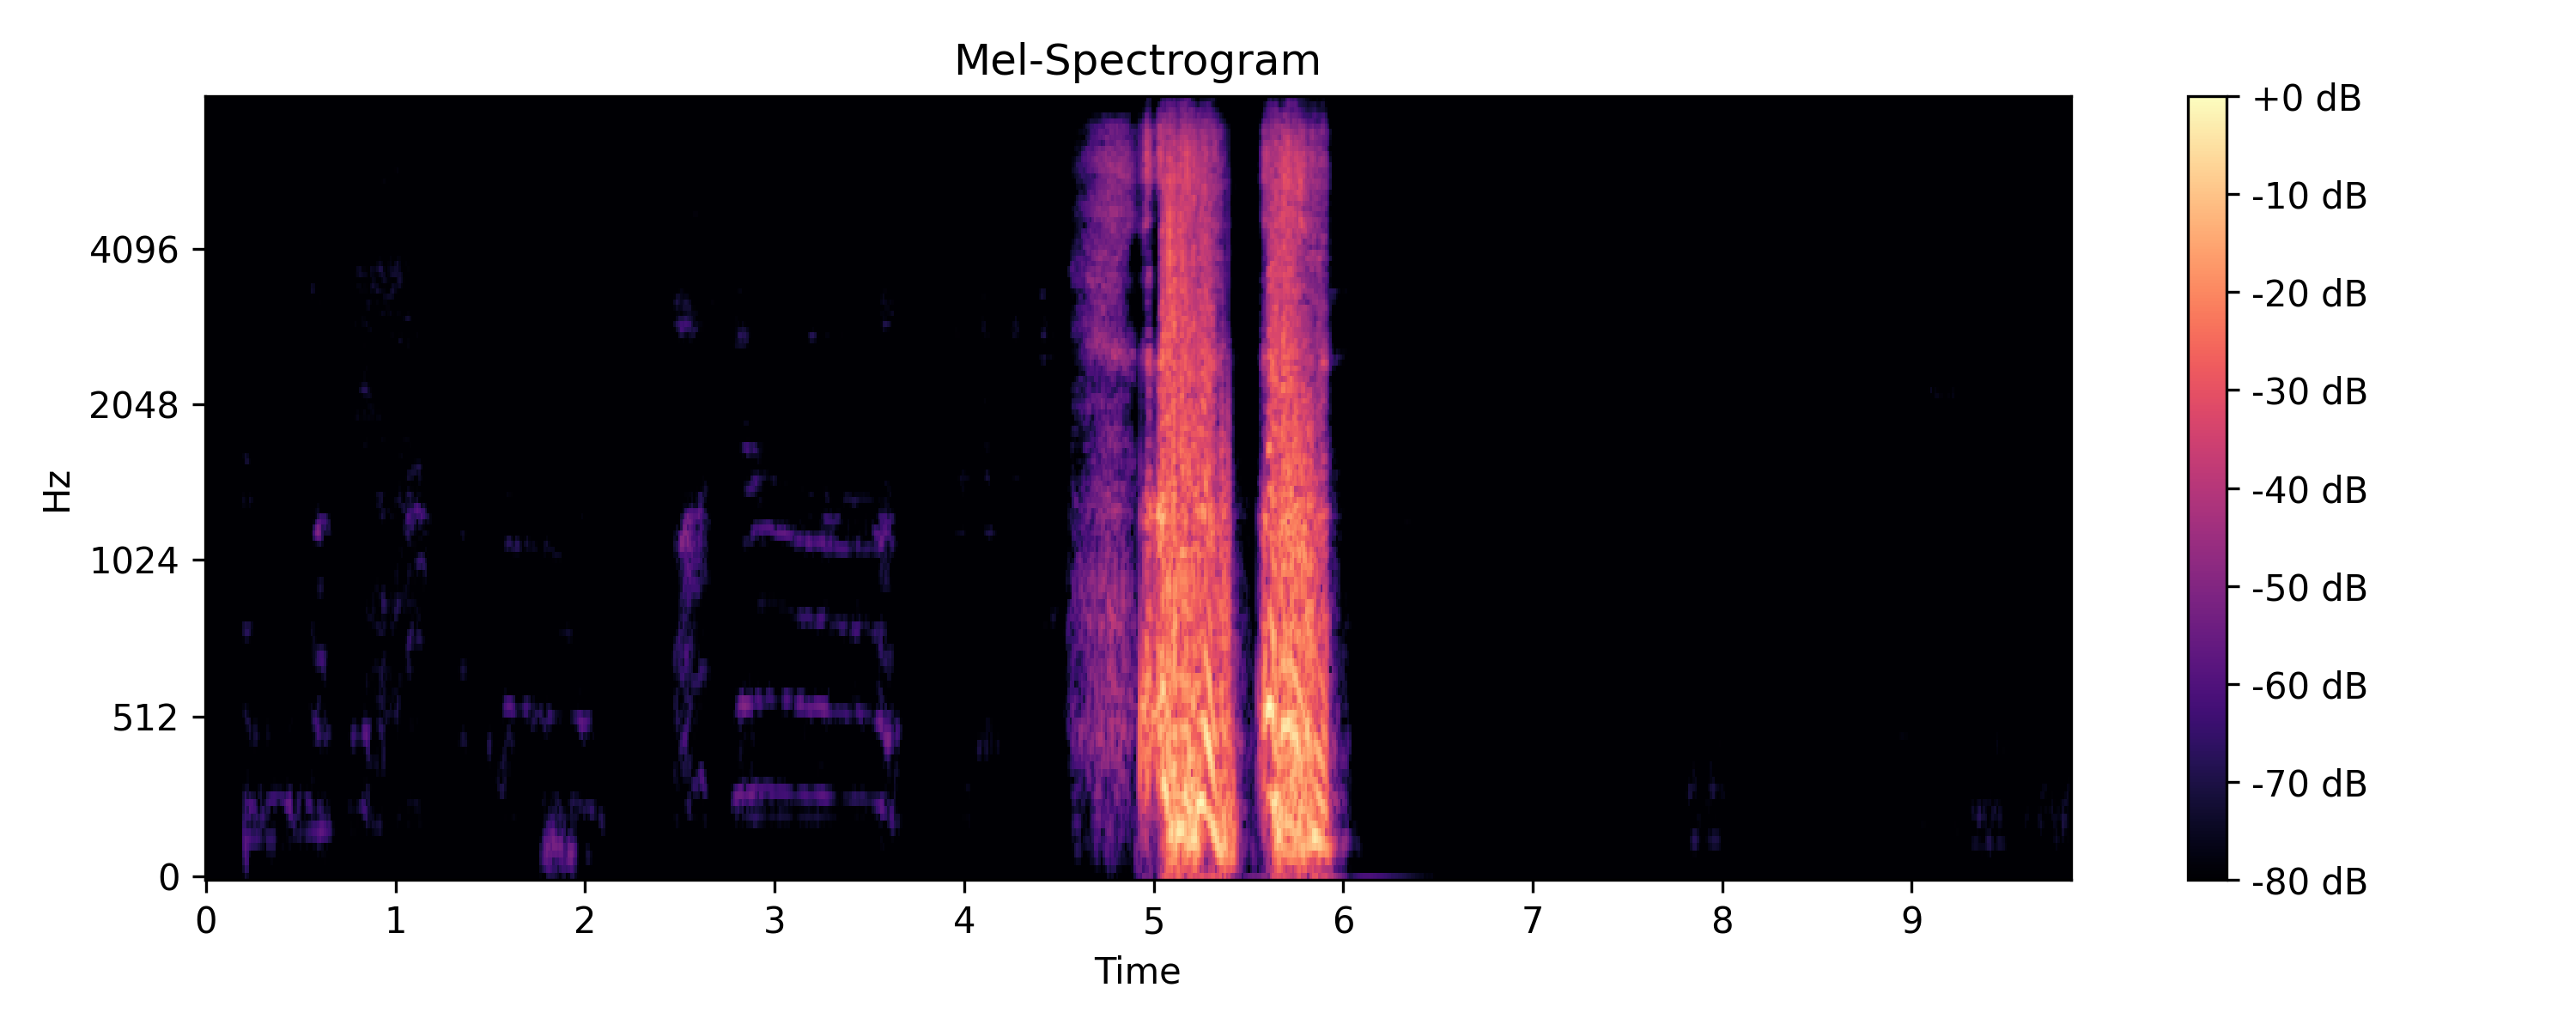 Mel-Spectrogram
+0 dB
-10 dB
-20 dB
-30 dB
-40 dB
-50 dB
-60 dB
-70 dB
-80 dB
4096
2048
1024
512
0
Hz
0 1 2 3 4 5 6 7 8 9
Time